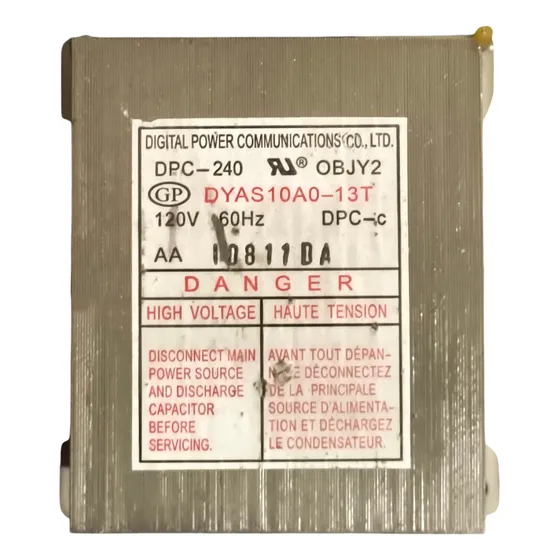 DIGITAL POWER COMMUNICATIONS CO., LTD.
DPC-240 RU® OBJY2
GP DYAS10A0-13T
120V 60Hz DPC-c
AA 10811DA
DANGER
HIGH VOLTAGE HAUTE TENSION
DISCONNECT MAIN
POWER SOURCE
AND DISCHARGE
CAPACITOR
BEFORE
SERVICING.
AVANT TOUT DÉPAN-
NAGE DÉCONNECTEZ
DE LA PRINCIPALE
SOURCE D'ALIMENTA-
TION ET DÉCHARGEZ
LE CONDENSATEUR.